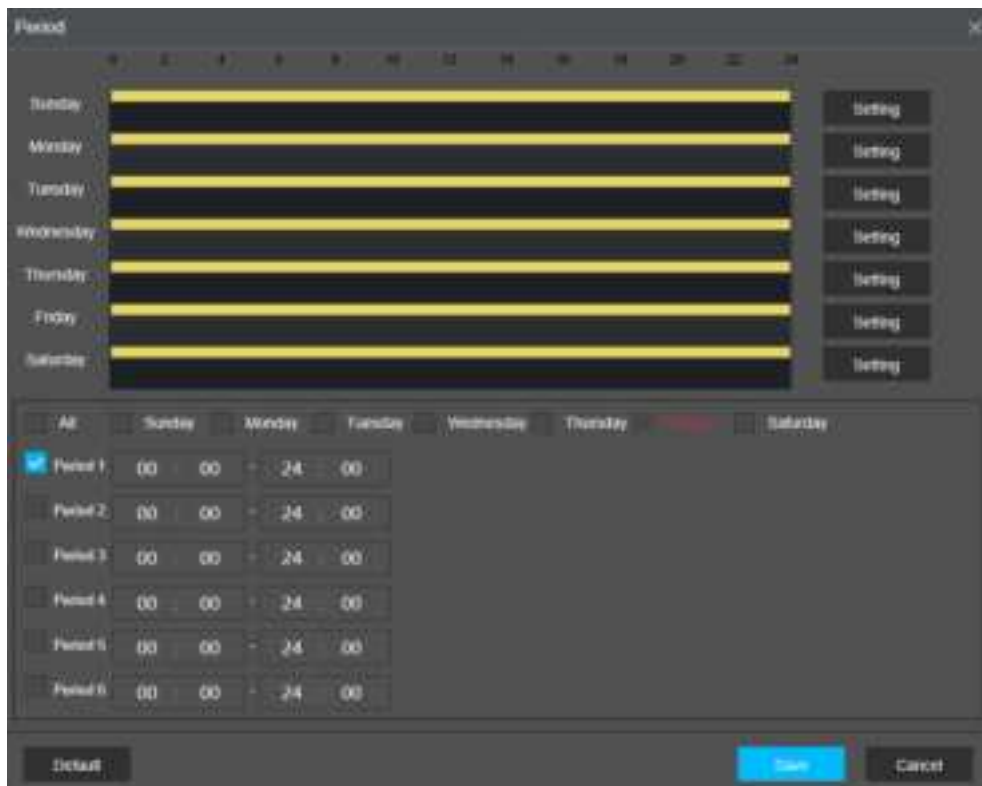 Period
0 2 4 6 8 10 12 14 16 18 20 22 24
Sunday Setting
Monday Setting
Tuesday Setting
Wednesday Setting
Thursday Setting
Friday Setting
Saturday Setting
All Sunday Monday Tuesday Wednesday Thursday Saturday
Period 1 00 : 00 - 24 : 00
Period 2 00 : 00 - 24 : 00
Period 3 00 : 00 - 24 : 00
Period 4 00 : 00 - 24 : 00
Period 5 00 : 00 - 24 : 00
Period 6 00 : 00 - 24 : 00
Default Save Cancel